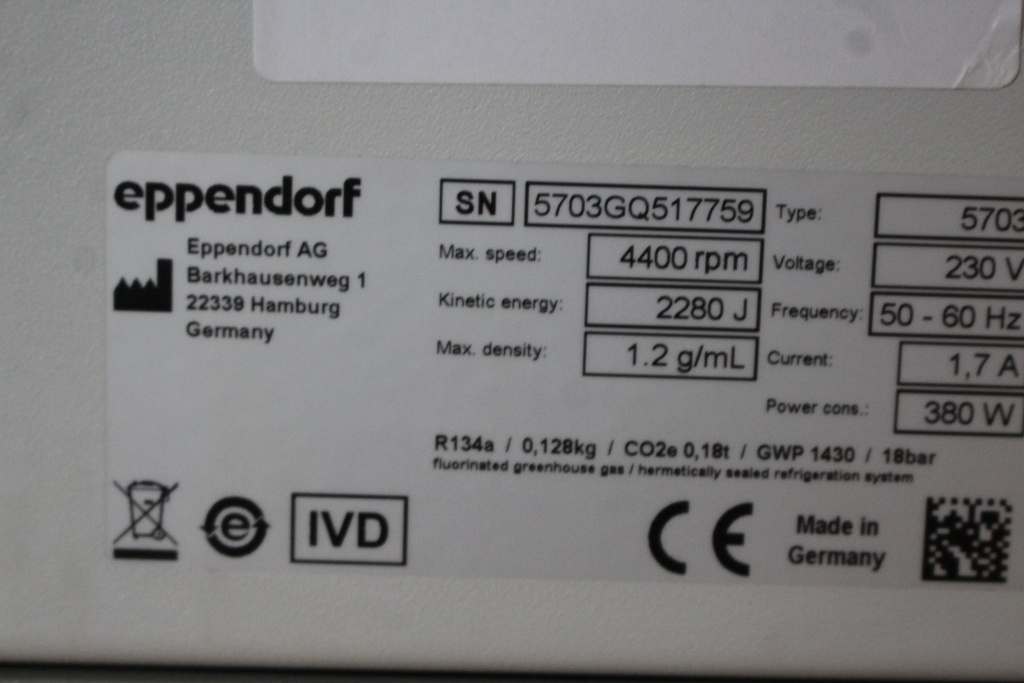 eppendorf
Eppendorf AG
Barkhausenweg 1
22339 Hamburg
Germany
SN 5703GQ517759
Max. speed: 4400 rpm
Kinetic energy: 2280 J
Max. density: 1.2 g/mL
Type: 5703
Voltage: 230 V
Frequency: 50 - 60 Hz
Current: 1,7 A
Power cons.: 380 W
R134a / 0,128kg / CO2e 0,18t / GWP 1430 / 18bar
fluorinated greenhouse gas / hermetically sealed refrigeration system
e
IVD
CE
Made in
Germany